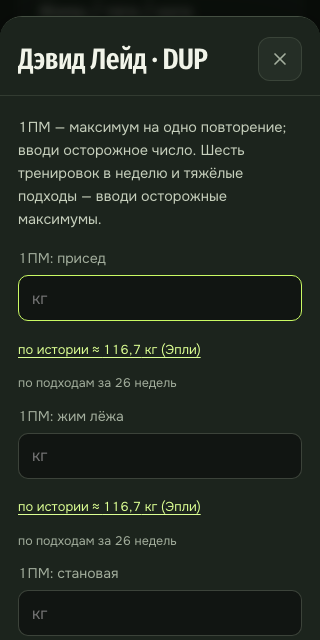 Дэвид Лейд · DUP
1ПМ — максимум на одно повторение;
вводи осторожное число. Шесть
тренировок в неделю и тяжёлые
подходы — вводи осторожные
максимумы.
1ПМ: присед
кг
по истории ≈ 116,7 кг (Эпли)
по подходам за 26 недель
1ПМ: жим лёжа
кг
по истории ≈ 116,7 кг (Эпли)
по подходам за 26 недель
1ПМ: становая
кг